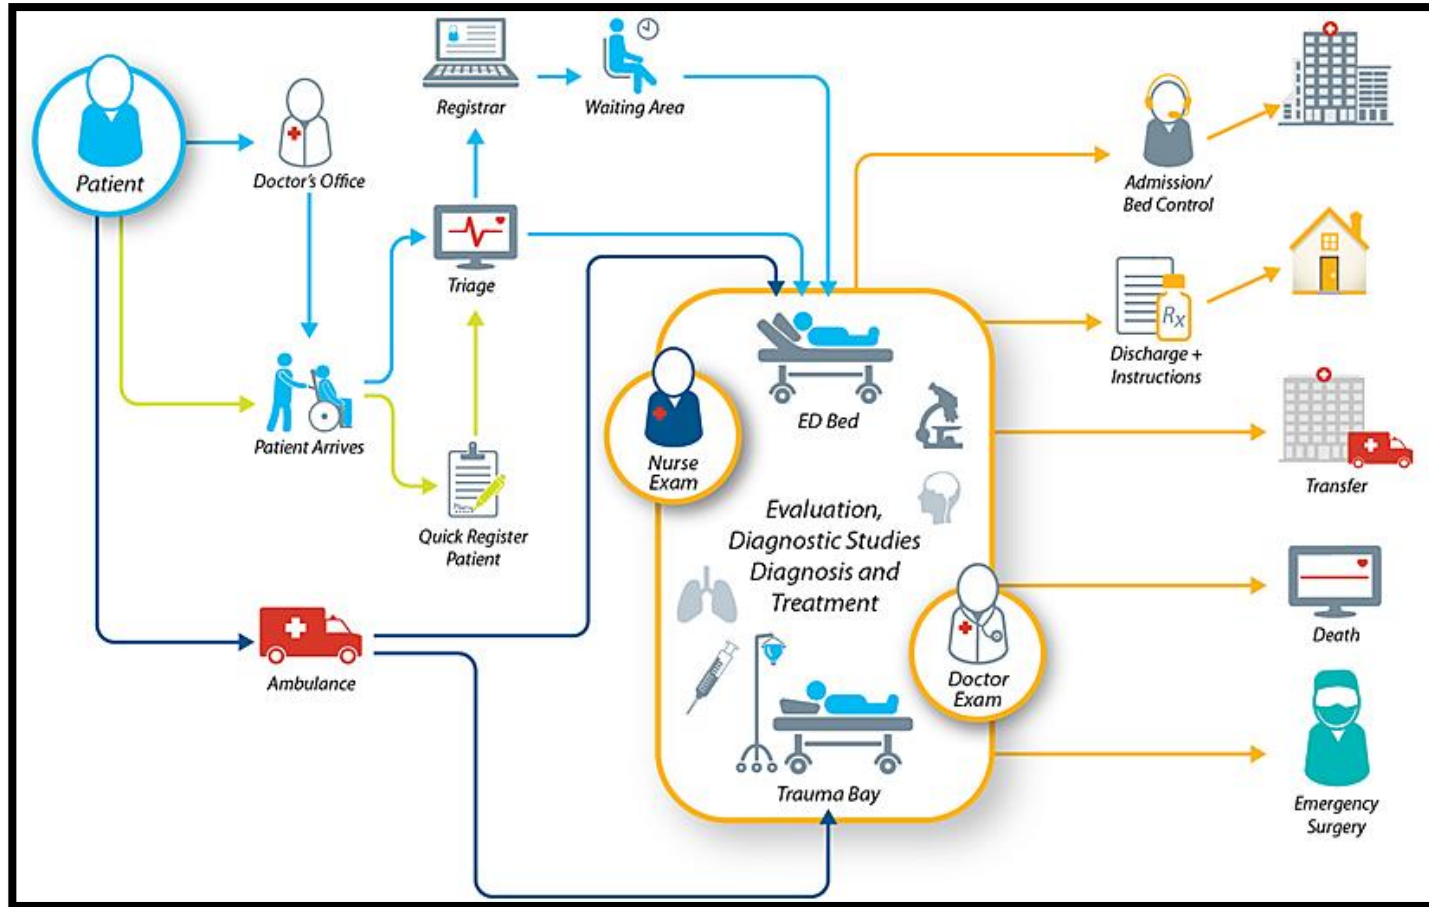 Patient
Doctor's Office
Registrar
Waiting Area
Triage
Patient Arrives
Quick Register
Patient
Ambulance
ED Bed
Nurse
Exam
Evaluation,
Diagnostic Studies
Diagnosis and
Treatment
Doctor
Exam
Trauma Bay
Admission/
Bed Control
Rx
Discharge +
Instructions
Transfer
Death
Emergency
Surgery